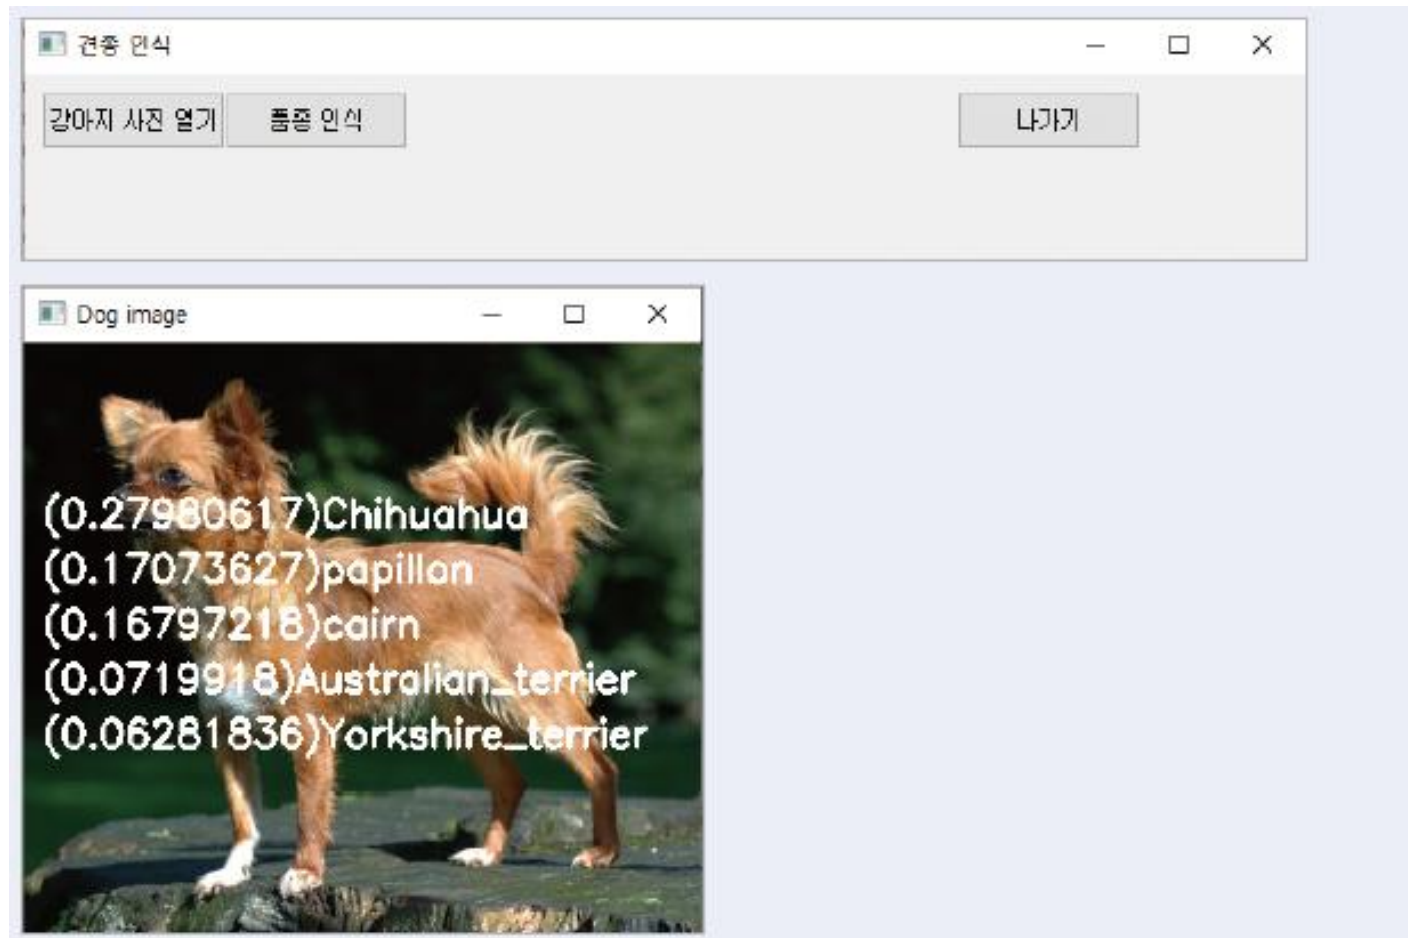 견종 인식
강아지 사진 열기 품종 인식 나가기
Dog image
(0.27980617)Chihuahua
(0.17073627)papillon
(0.16797218)cairn
(0.0719918)Australian_terrier
(0.06281836)Yorkshire_terrier